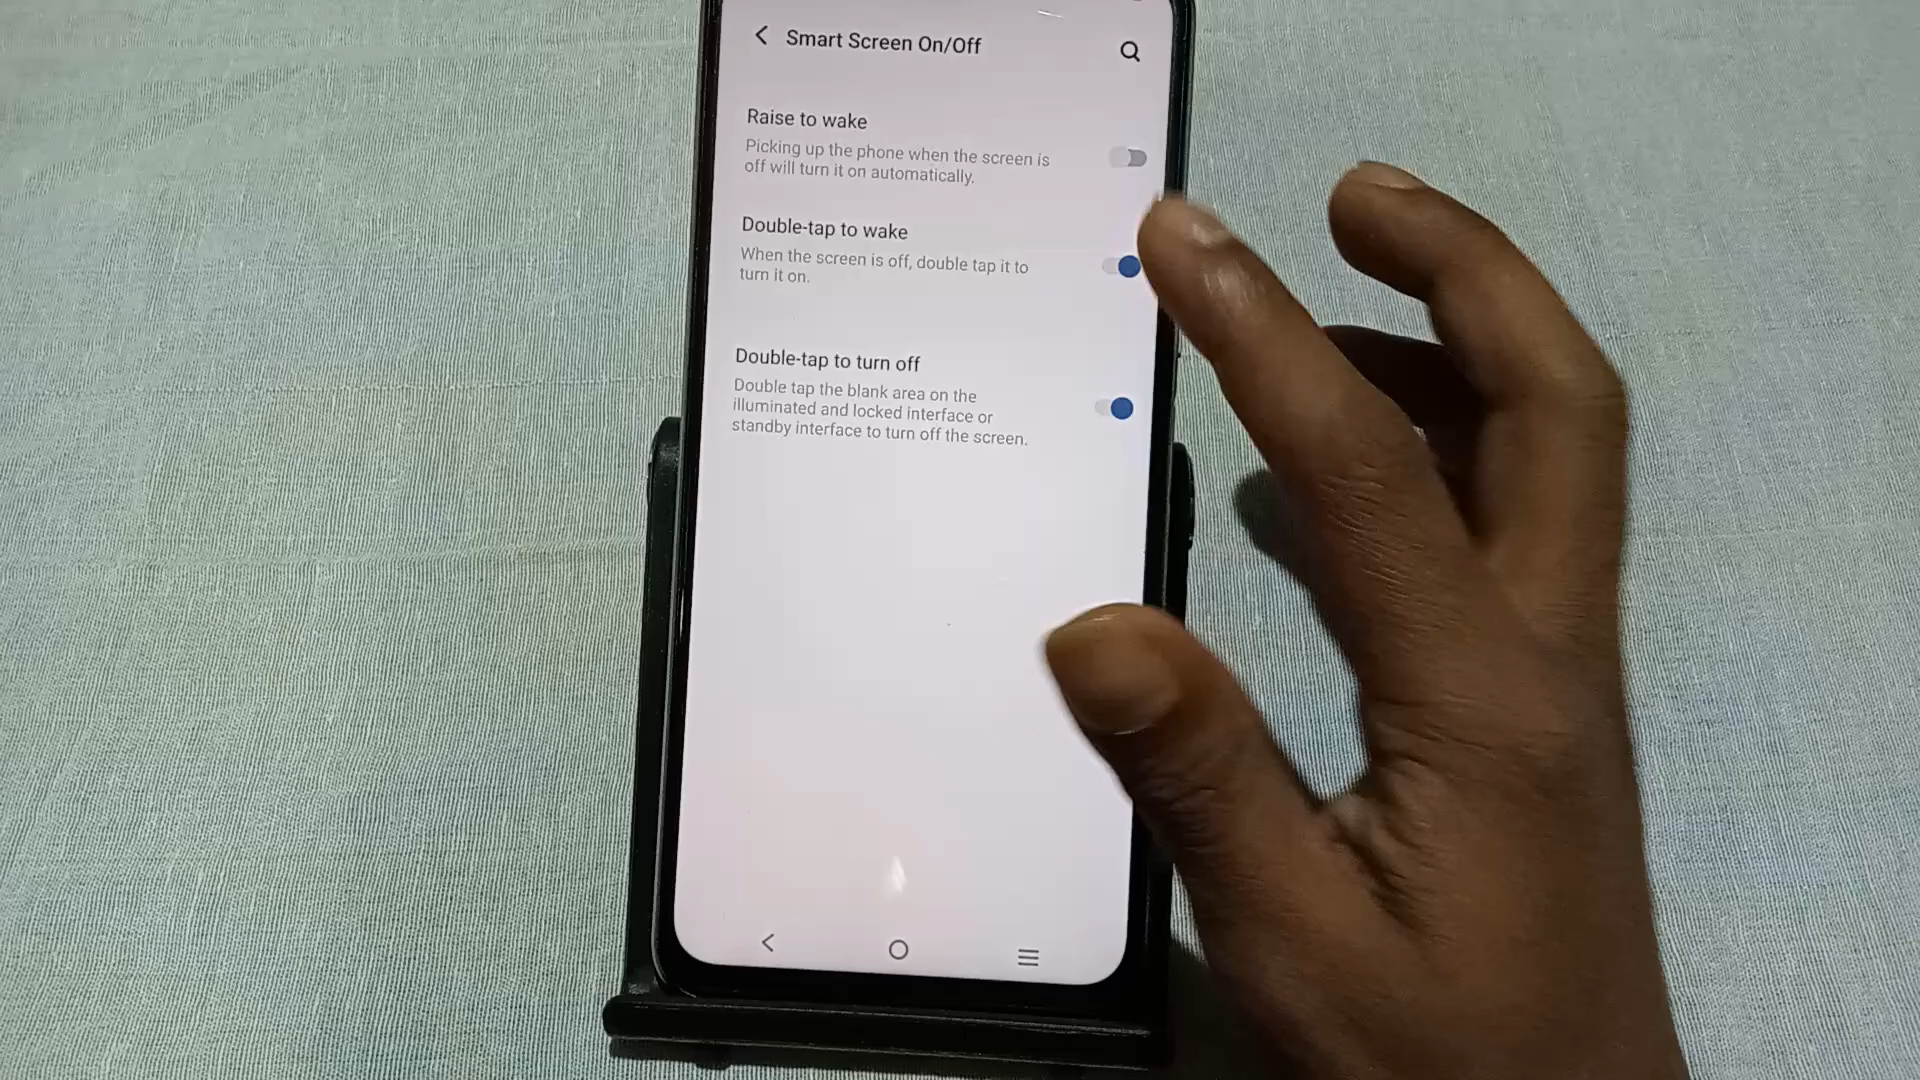 Smart Screen On/Off
Raise to wake
Picking up the phone when the screen is
off will turn it on automatically.
Double-tap to wake
When the screen is off, double tap it to
turn it on.
Double-tap to turn off
Double tap the blank area on the
illuminated and locked interface or
standby interface to turn off the screen.